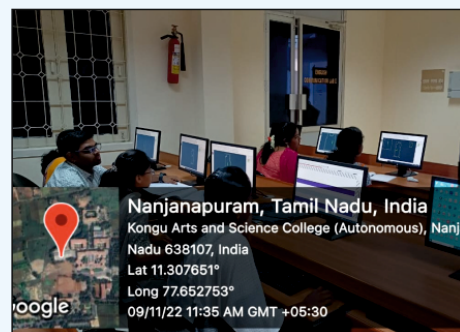 Nanjanapuram, Tamil Nadu, India
Kongu Arts and Science College (Autonomous), Nanj
Nadu 638107, India
Lat 11.307651°
Long 77.652753°
09/11/22 11:35 AM GMT +05:30
oogle